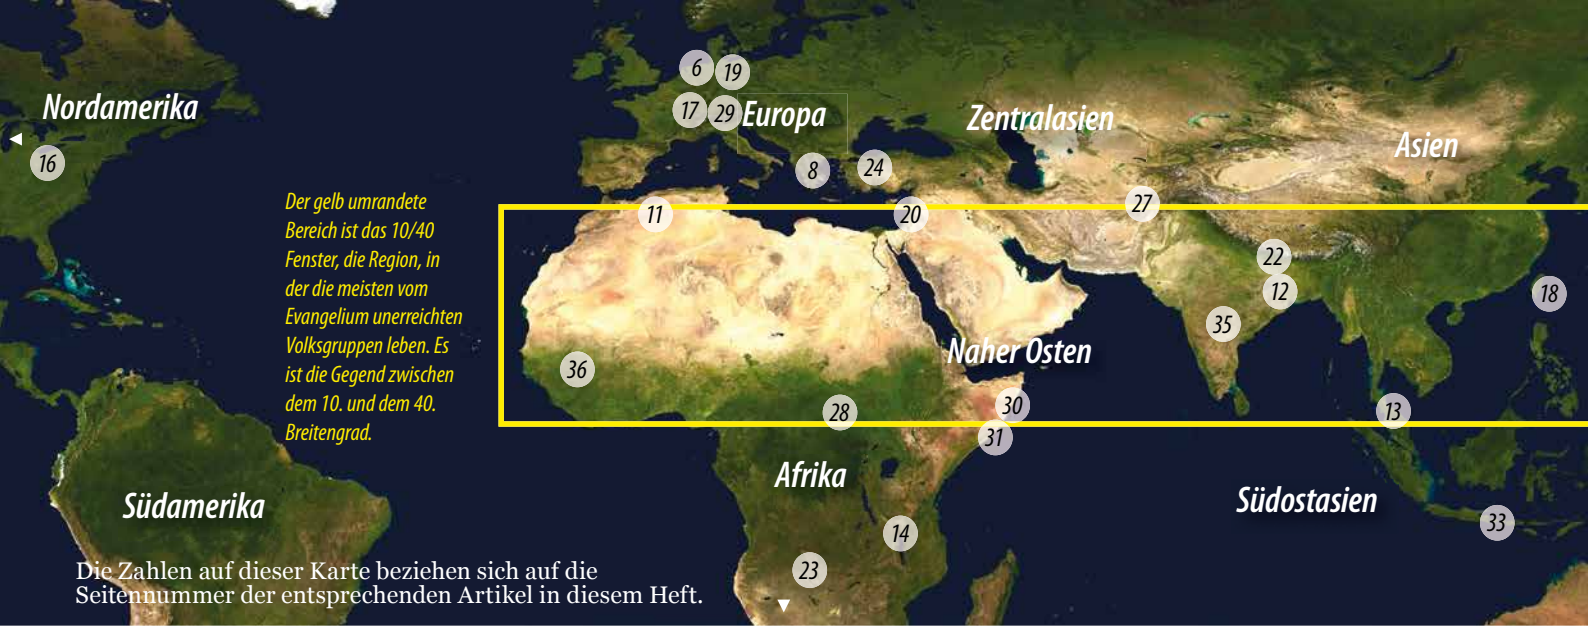 6
19
Nordamerika
17
29
Europa
Zentralasien
Asien
16
8
24
Der gelb umrandete
Bereich ist das 10/40
Fenster, die Region, in
der die meisten vom
Evangelium unerreichten
Volksgruppen leben. Es
ist die Gegend zwischen
dem 10. und dem 40.
Breitengrad.
11
20
27
22
12
18
35
Naher Osten
36
28
30
13
31
Afrika
Südamerika
Südostasien
33
14
23
Die Zahlen auf dieser Karte beziehen sich auf die
Seitennummer der entsprechenden Artikel in diesem Heft.